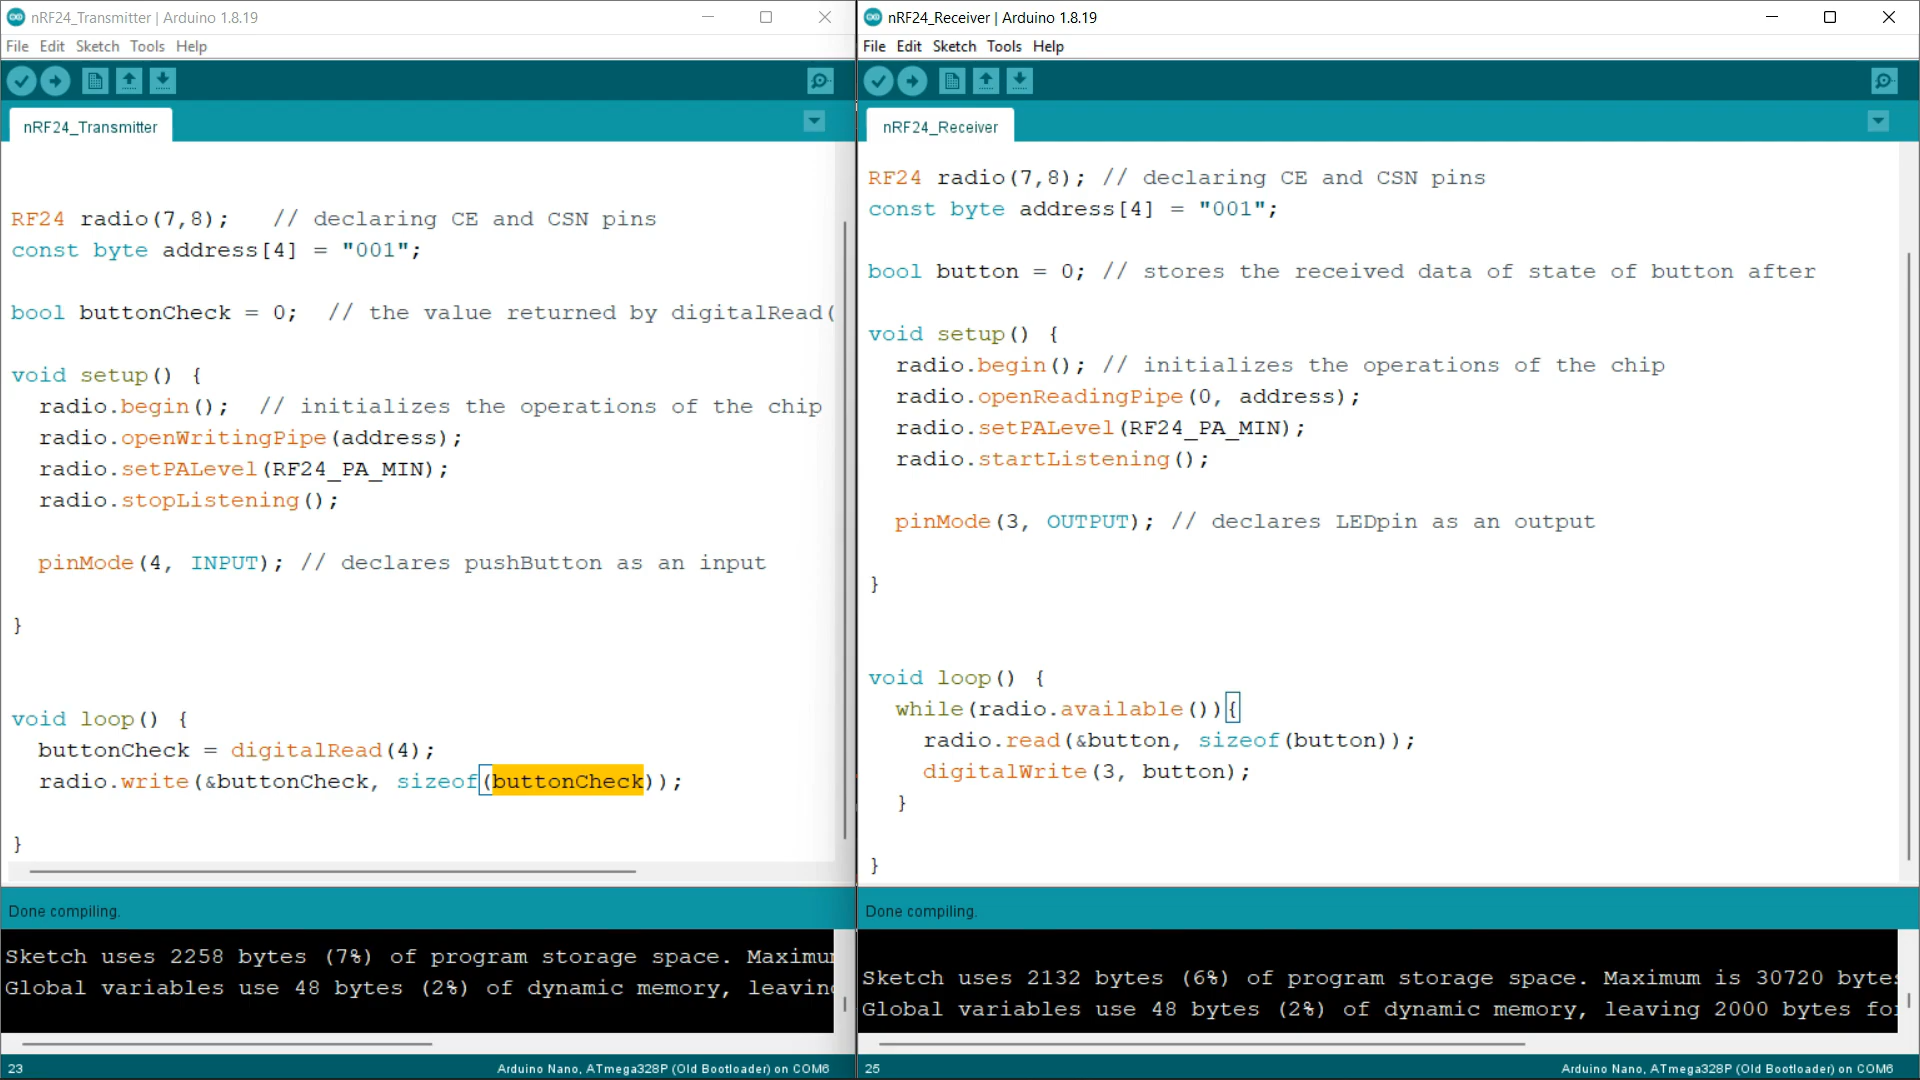 nRF24_Transmitter | Arduino 1.8.19
File Edit Sketch Tools Help
nRF24_Transmitter
RF24 radio(7,8);   // declaring CE and CSN pins
const byte address[4] = "001";
bool buttonCheck = 0;  // the value returned by digitalRead(
void setup() {
  radio.begin();  // initializes the operations of the chip
  radio.openWritingPipe(address);
  radio.setPALevel(RF24_PA_MIN);
  radio.stopListening();
  pinMode(4, INPUT); // declares pushButton as an input
}
void loop() {
  buttonCheck = digitalRead(4);
  radio.write(&buttonCheck, sizeof(buttonCheck));
}
Done compiling.
Sketch uses 2258 bytes (7%) of program storage space. Maximu
Global variables use 48 bytes (2%) of dynamic memory, leavin
23
Arduino Nano, ATmega328P (Old Bootloader) on COM6
nRF24_Receiver | Arduino 1.8.19
File Edit Sketch Tools Help
nRF24_Receiver
RF24 radio(7,8); // declaring CE and CSN pins
const byte address[4] = "001";
bool button = 0; // stores the received data of state of button after
void setup() {
  radio.begin(); // initializes the operations of the chip
  radio.openReadingPipe(0, address);
  radio.setPALevel(RF24_PA_MIN);
  radio.startListening();
  pinMode(3, OUTPUT); // declares LEDpin as an output
}
void loop() {
  while(radio.available()){
    radio.read(&button, sizeof(button));
    digitalWrite(3, button);
  }
}
Done compiling.
Sketch uses 2132 bytes (6%) of program storage space. Maximum is 30720 bytes
Global variables use 48 bytes (2%) of dynamic memory, leaving 2000 bytes for
25
Arduino Nano, ATmega328P (Old Bootloader) on COM6